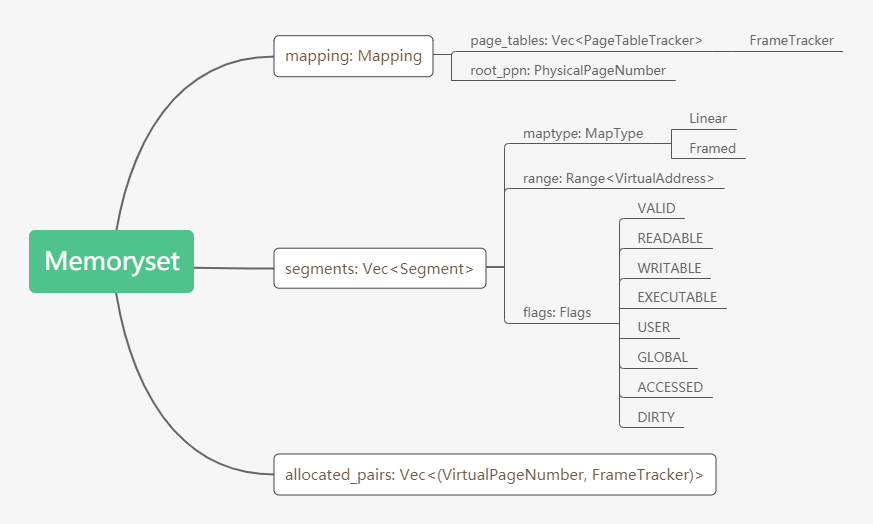 Memoryset
mapping: Mapping
page_tables: Vec<PageTableTracker>
FrameTracker
root_ppn: PhysicalPageNumber
segments: Vec<Segment>
maptype: MapType
Linear
Framed
range: Range<VirtualAddress>
flags: Flags
VALID
READABLE
WRITABLE
EXECUTABLE
USER
GLOBAL
ACCESSED
DIRTY
allocated_pairs: Vec<(VirtualPageNumber, FrameTracker)>